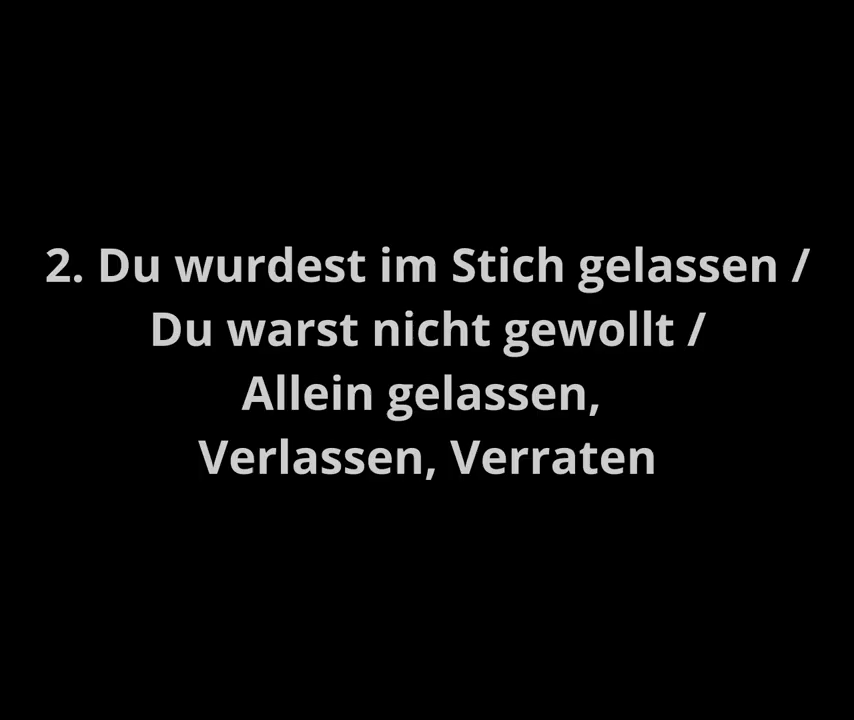 2. Du wurdest im Stich gelassen /
Du warst nicht gewollt /
Allein gelassen,
Verlassen, Verraten